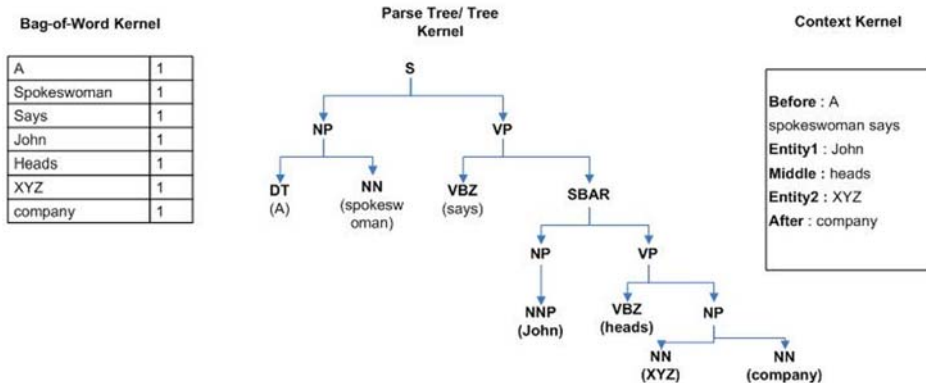 Bag-of-Word Kernel
A 1
Spokeswoman 1
Says 1
John 1
Heads 1
XYZ 1
company 1
Parse Tree/ Tree
Kernel
S
NP VP
DT NN VBZ SBAR
(A) (spokesw (says)
oman)
NP VP
NNP VBZ NP
(John) (heads)
NN NN
(XYZ) (company)
Context Kernel
Before : A
spokeswoman says
Entity1 : John
Middle : heads
Entity2 : XYZ
After : company